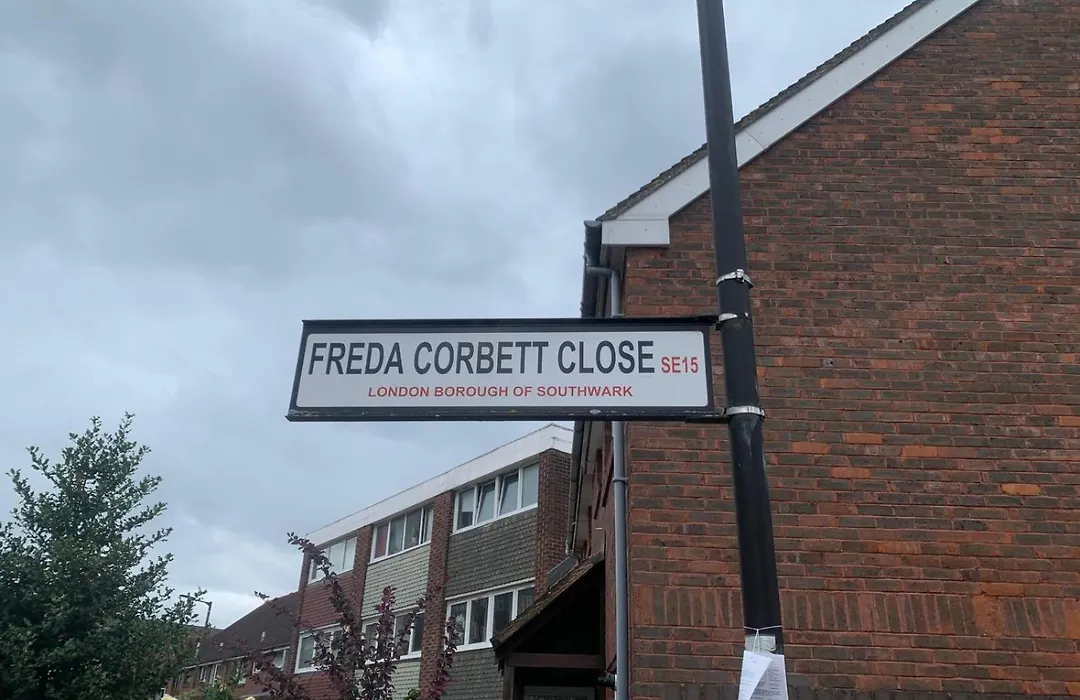 FREDA CORBETT CLOSE SE15
LONDON BOROUGH OF SOUTHWARK